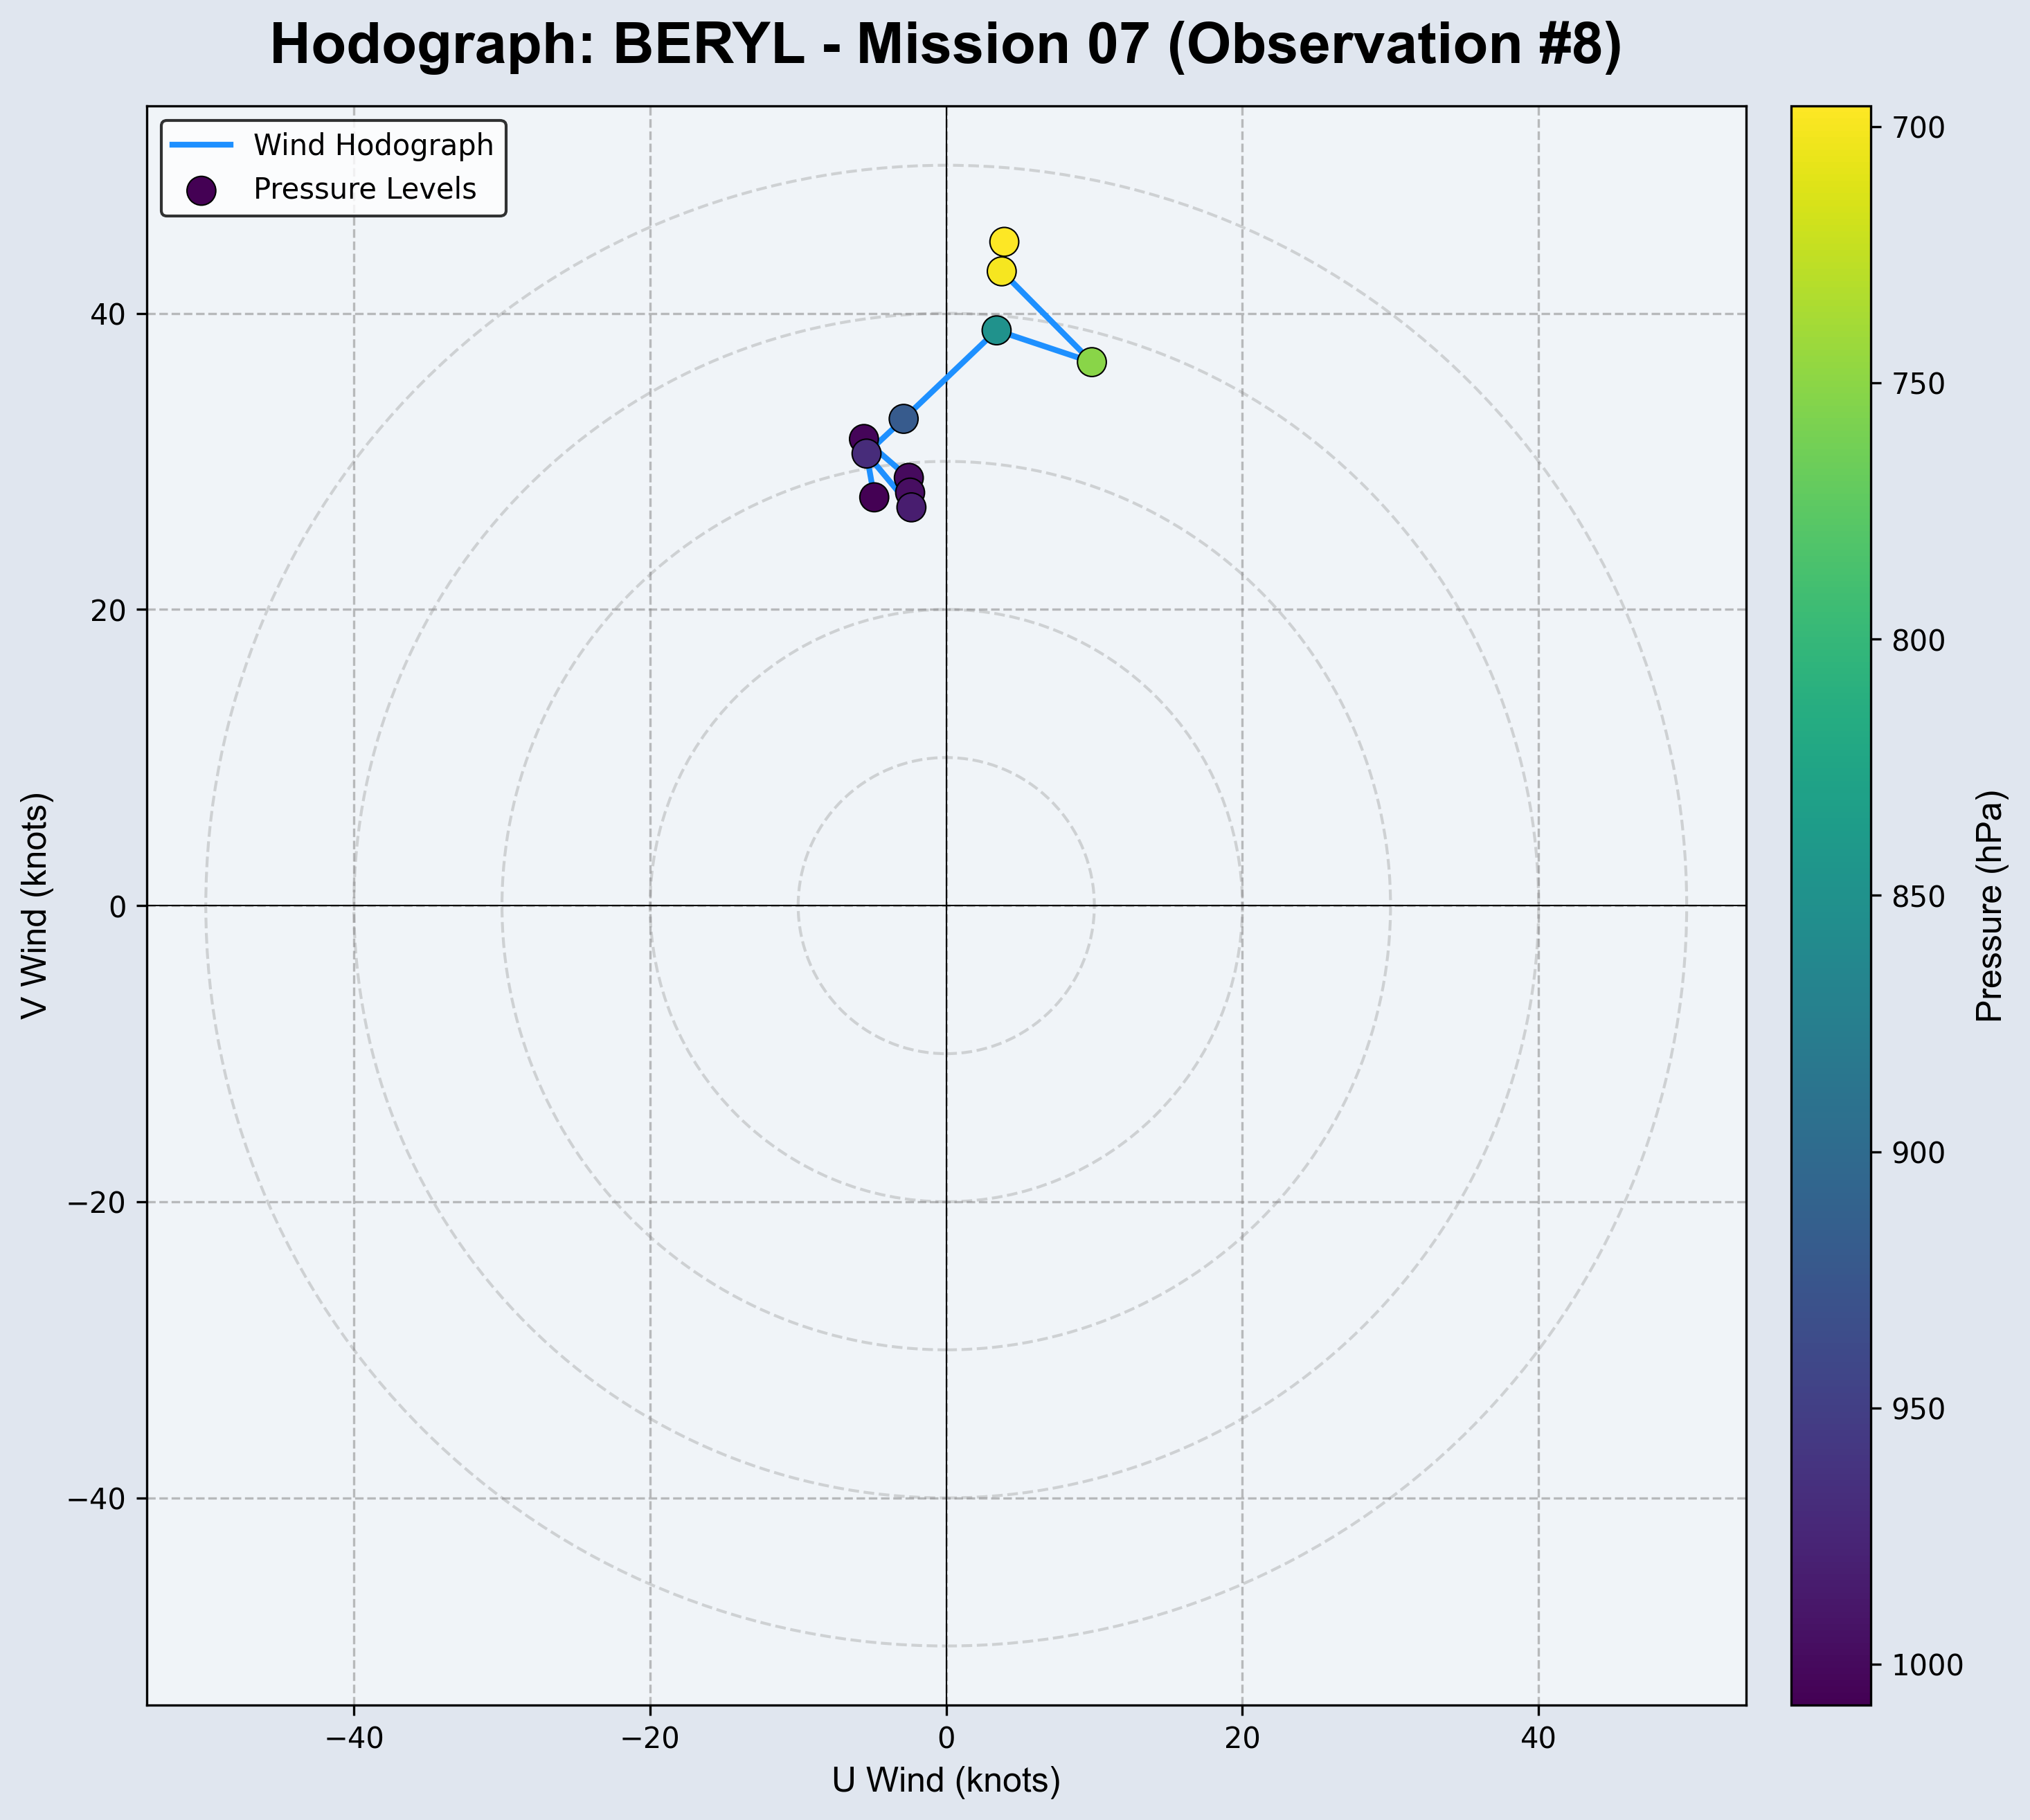 Hodograph: BERYL - Mission 07 (Observation #8)
Wind Hodograph
Pressure Levels
40
20
0
−20
−40
V Wind (knots)
−40
−20
0
20
40
U Wind (knots)
700
750
800
850
900
950
1000
Pressure (hPa)